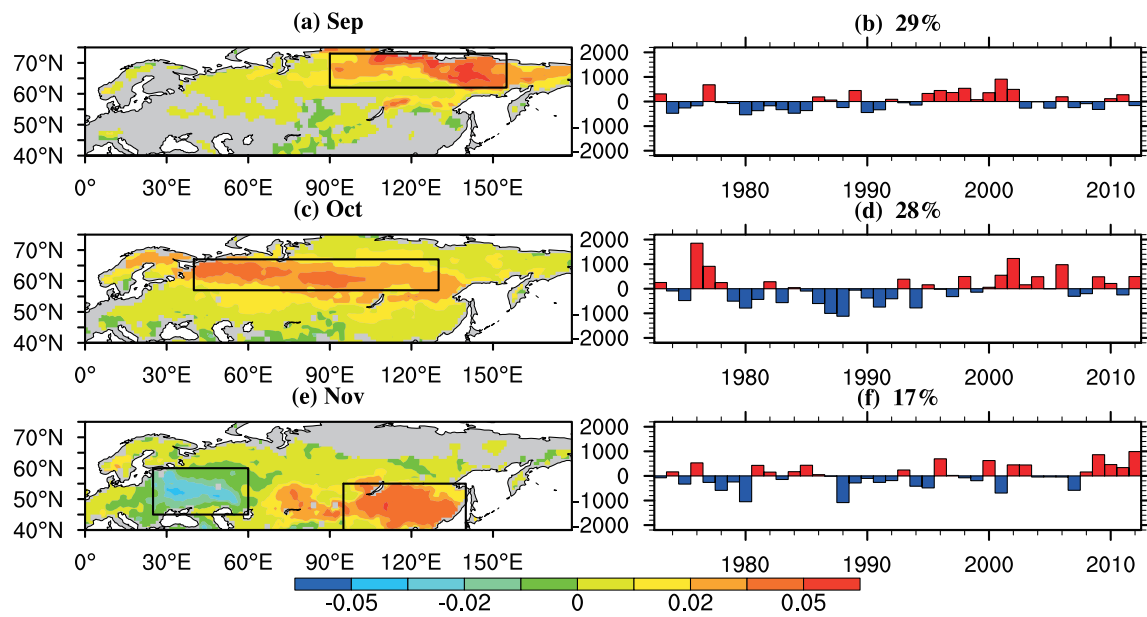 (a) Sep
(b) 29%
70°N
60°N
50°N
40°N
0° 30°E 60°E 90°E 120°E 150°E
2000
1000
0
-1000
-2000
1980 1990 2000 2010
(c) Oct
(d) 28%
70°N
60°N
50°N
40°N
0° 30°E 60°E 90°E 120°E 150°E
2000
1000
0
-1000
-2000
1980 1990 2000 2010
(e) Nov
(f) 17%
70°N
60°N
50°N
40°N
0° 30°E 60°E 90°E 120°E 150°E
2000
1000
0
-1000
-2000
1980 1990 2000 2010
-0.05 -0.02 0 0.02 0.05